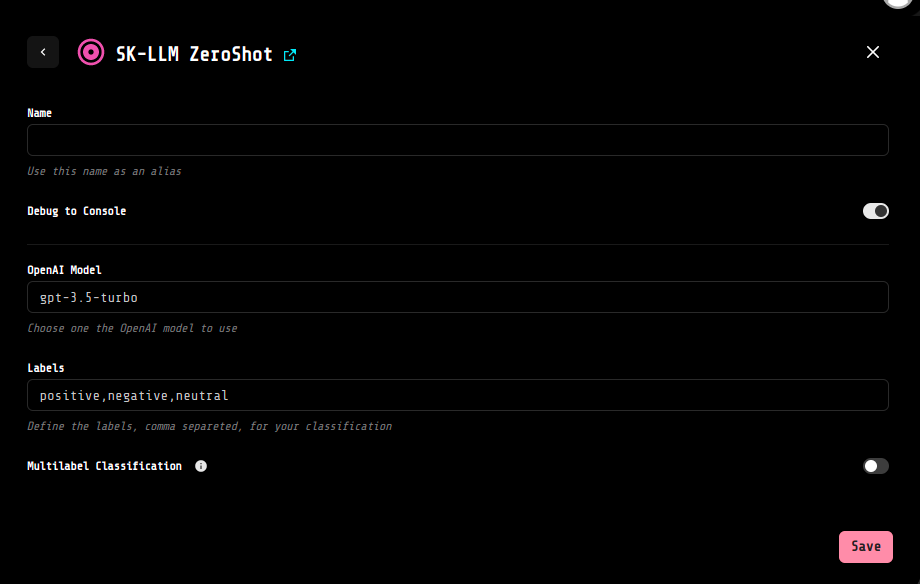 SK-LLM ZeroShot
Name
Use this name as an alias
Debug to Console
OpenAI Model
gpt-3.5-turbo
Choose one the OpenAI model to use
Labels
positive,negative,neutral
Define the labels, comma separeted, for your classification
Multilabel Classification
Save